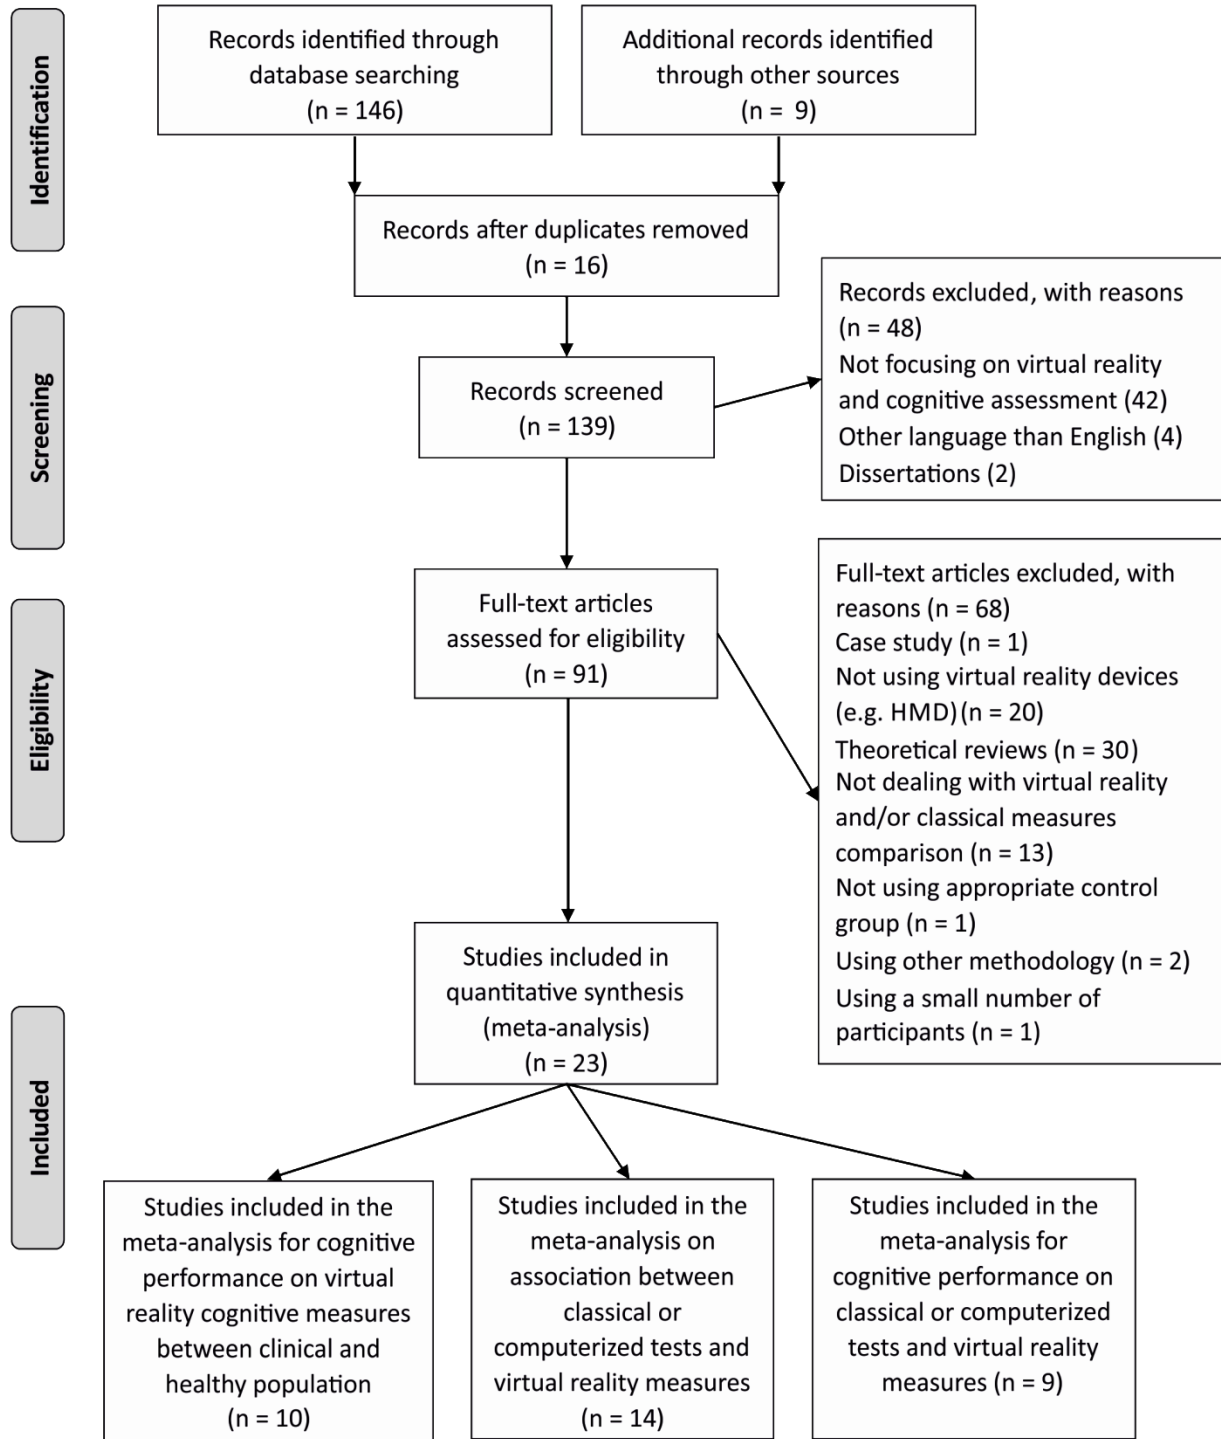 Identification
Records identified through
database searching
(n = 146)
Additional records identified
through other sources
(n = 9)
Records after duplicates removed
(n = 16)
Screening
Records screened
(n = 139)
Records excluded, with reasons
(n = 48)
Not focusing on virtual reality
and cognitive assessment (42)
Other language than English (4)
Dissertations (2)
Eligibility
Full-text articles
assessed for eligibility
(n = 91)
Full-text articles excluded, with
reasons (n = 68)
Case study (n = 1)
Not using virtual reality devices
(e.g. HMD) (n = 20)
Theoretical reviews (n = 30)
Not dealing with virtual reality
and/or classical measures
comparison (n = 13)
Not using appropriate control
group (n = 1)
Using other methodology (n = 2)
Using a small number of
participants (n = 1)
Included
Studies included in
quantitative synthesis
(meta-analysis)
(n = 23)
Studies included in the
meta-analysis for cognitive
performance on virtual
reality cognitive measures
between clinical and
healthy population
(n = 10)
Studies included in the
meta-analysis on
association between
classical or
computerized tests and
virtual reality measures
(n = 14)
Studies included in the
meta-analysis for
cognitive performance on
classical or computerized
tests and virtual reality
measures (n = 9)